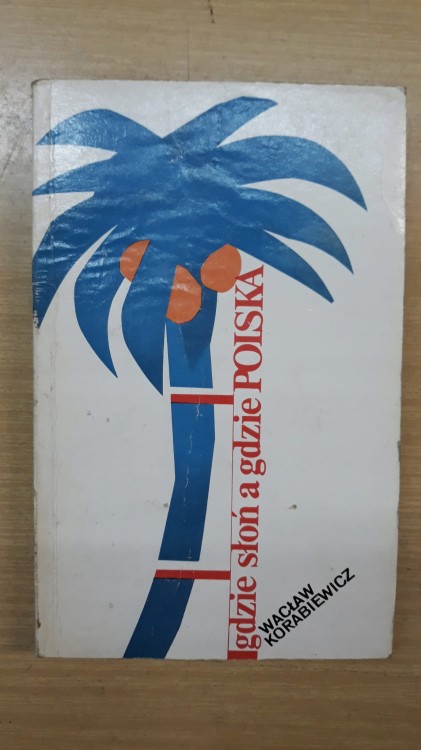 gdzie słoń a gdzie POLSKA
WACŁAW
KORABIEWICZ